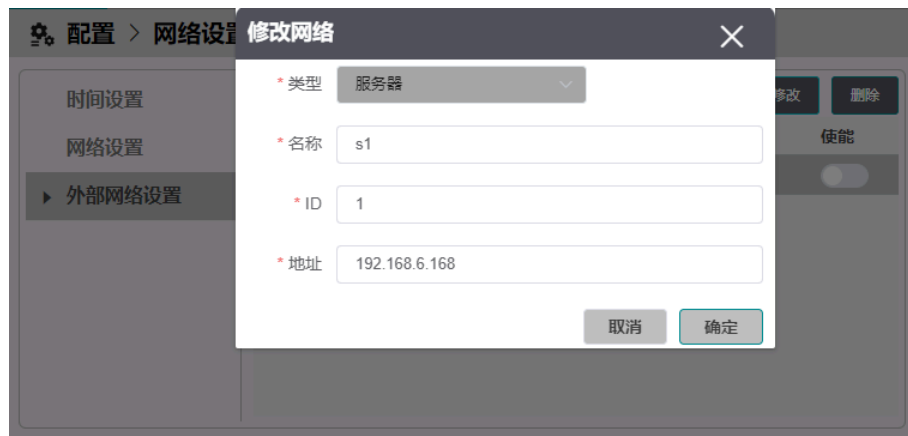 配置 > 网络设置
修改网络
时间设置
网络设置
外部网络设置
修改
删除
使能
* 类型
服务器
* 名称
s1
* ID
1
* 地址
192.168.6.168
取消
确定